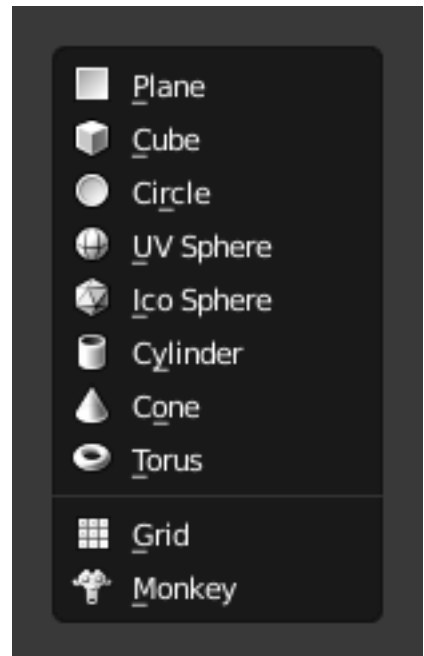 Plane
Cube
Circle
UV Sphere
Ico Sphere
Cylinder
Cone
Torus
Grid
Monkey